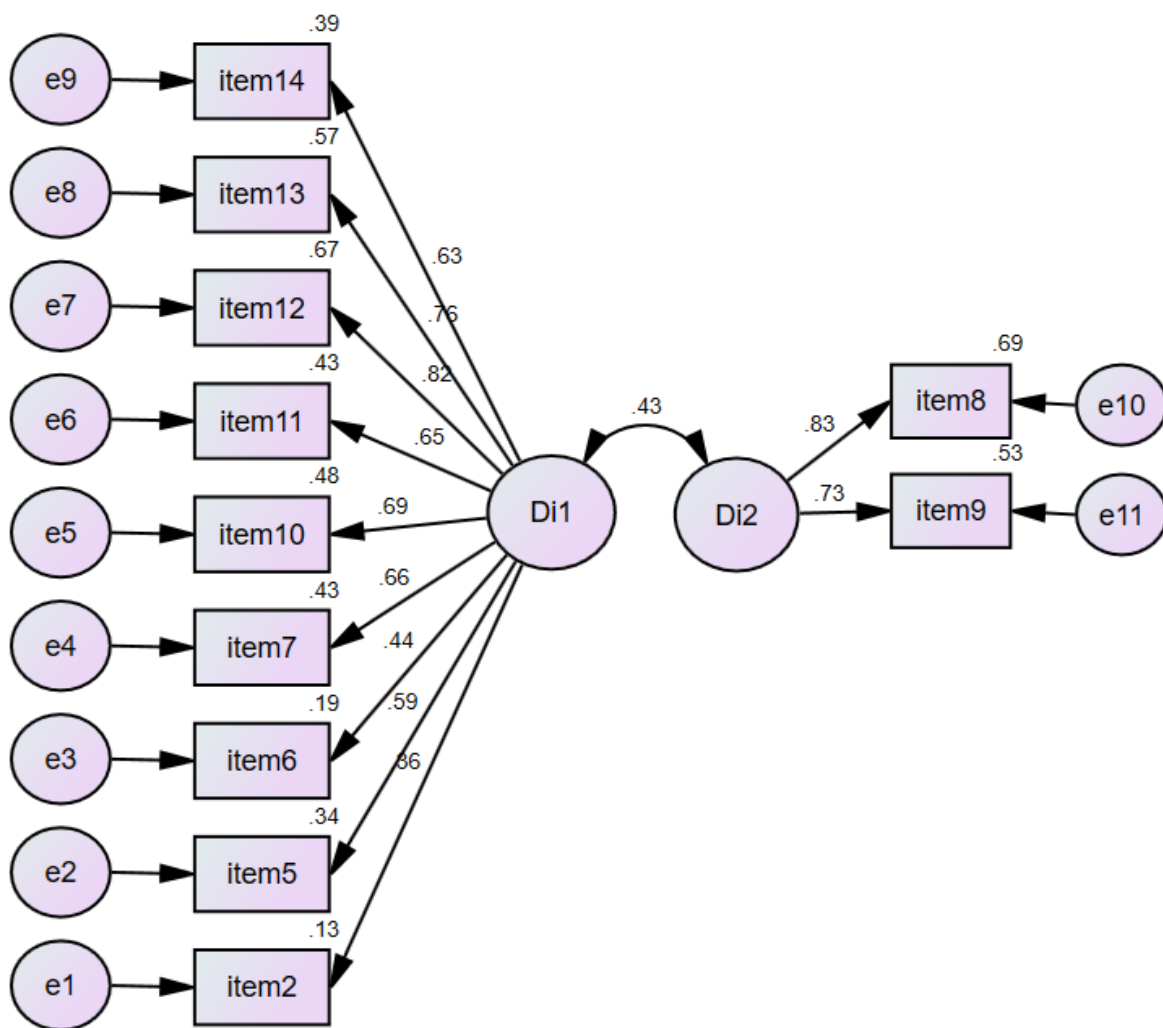 .39
e9 item14
.57
e8 item13
.67
e7 item12
.43
e6 item11
.48
e5 item10
.43
e4 item7
.19
e3 item6
.34
e2 item5
.13
e1 item2
.63
.76
.82
.65
.69
.66
.44
.59
.36
Di1
.43
Di2
.83
.73
.69
item8 e10
.53
item9 e11